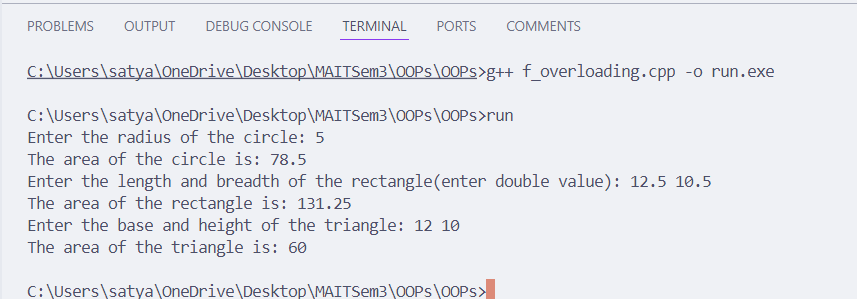 PROBLEMS OUTPUT DEBUG CONSOLE TERMINAL PORTS COMMENTS
C:\Users\satya\OneDrive\Desktop\MAITSem3\OOPs\OOPs>g++ f_overloading.cpp -o run.exe
C:\Users\satya\OneDrive\Desktop\MAITSem3\OOPs\OOPs>run
Enter the radius of the circle: 5
The area of the circle is: 78.5
Enter the length and breadth of the rectangle(enter double value): 12.5 10.5
The area of the rectangle is: 131.25
Enter the base and height of the triangle: 12 10
The area of the triangle is: 60
C:\Users\satya\OneDrive\Desktop\MAITSem3\OOPs\OOPs>